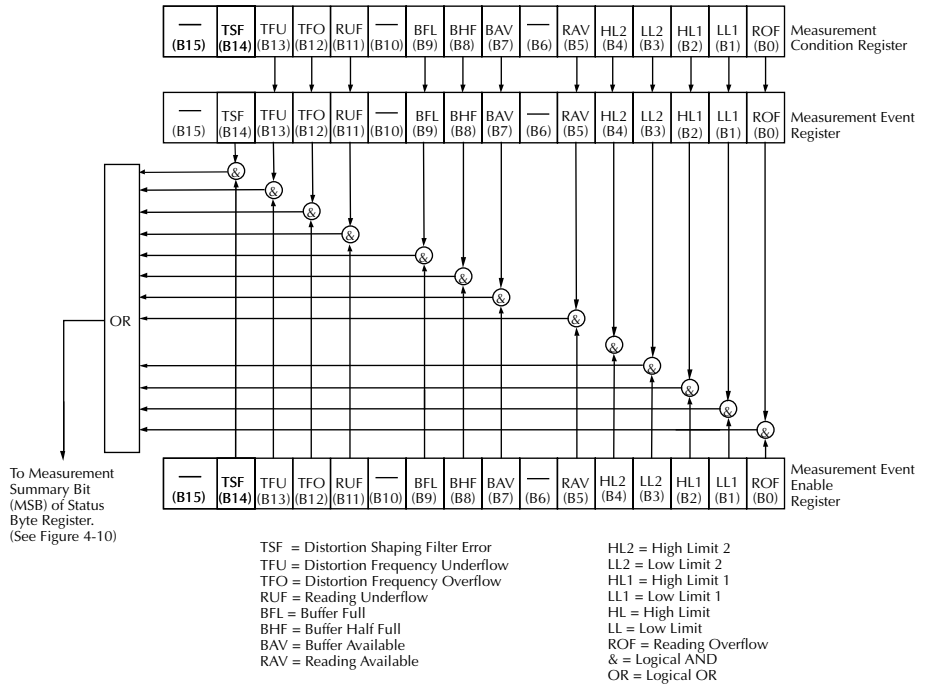 — TSF TFU TFO RUF — BFL BHF BAV — RAV HL2 LL2 HL1 LL1 ROF
(B15) (B14) (B13) (B12) (B11) (B10) (B9) (B8) (B7) (B6) (B5) (B4) (B3) (B2) (B1) (B0)
Measurement
Condition Register
— TSF TFU TFO RUF — BFL BHF BAV — RAV HL2 LL2 HL1 LL1 ROF
(B15) (B14) (B13) (B12) (B11) (B10) (B9) (B8) (B7) (B6) (B5) (B4) (B3) (B2) (B1) (B0)
Measurement Event
Register
&
&
&
&
&
&
&
&
&
&
&
&
&
OR
To Measurement
Summary Bit
(MSB) of Status
Byte Register.
(See Figure 4-10)
— TSF TFU TFO RUF — BFL BHF BAV — RAV HL2 LL2 HL1 LL1 ROF
(B15) (B14) (B13) (B12) (B11) (B10) (B9) (B8) (B7) (B6) (B5) (B4) (B3) (B2) (B1) (B0)
Measurement Event
Enable
Register
TSF = Distortion Shaping Filter Error
TFU = Distortion Frequency Underflow
TFO = Distortion Frequency Overflow
RUF = Reading Underflow
BFL = Buffer Full
BHF = Buffer Half Full
BAV = Buffer Available
RAV = Reading Available
HL2 = High Limit 2
LL2 = Low Limit 2
HL1 = High Limit 1
LL1 = Low Limit 1
HL = High Limit
LL = Low Limit
ROF = Reading Overflow
& = Logical AND
OR = Logical OR